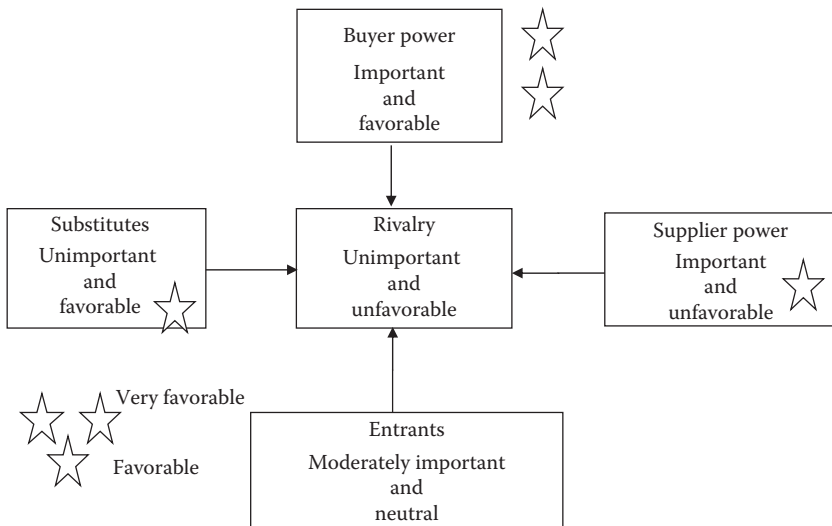 Buyer power
Important
and
favorable
Substitutes
Unimportant
and
favorable
Rivalry
Unimportant
and
unfavorable
Supplier power
Important
and
unfavorable
Very favorable
Favorable
Entrants
Moderately important
and
neutral